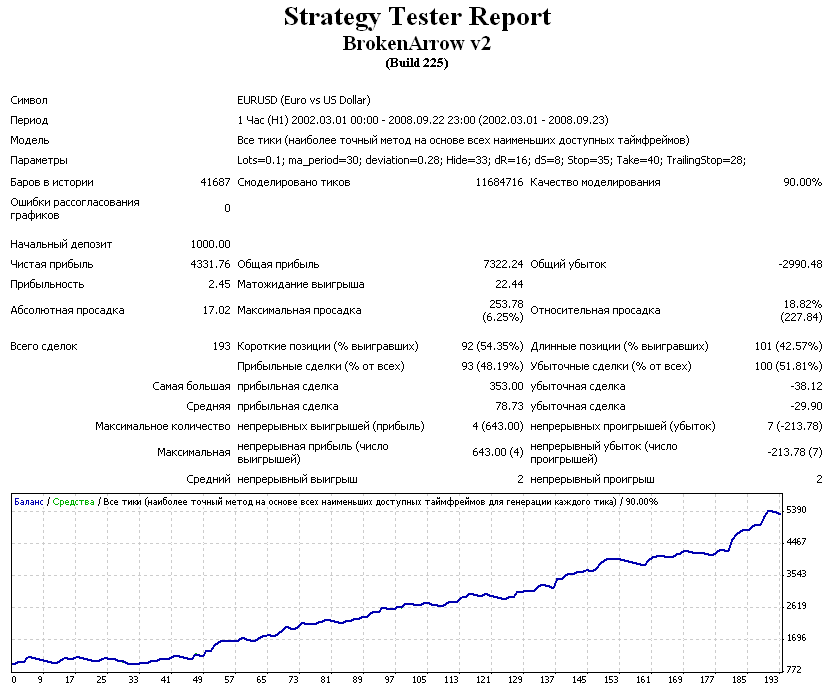 Strategy Tester Report
BrokenArrow v2
(Build 225)
Символ EURUSD (Euro vs US Dollar)
Период 1 Час (H1) 2002.03.01 00:00 - 2008.09.22 23:00 (2002.03.01 - 2008.09.23)
Модель Все тики (наиболее точный метод на основе всех наименьших доступных таймфреймов)
Параметры Lots=0.1; ma_period=30; deviation=0.28; Hide=33; dR=16; dS=8; Stop=35; Take=40; TrailingStop=28;
Баров в истории 41687 Смоделировано тиков 11684716 Качество моделирования 90.00%
Ошибки рассогласования
графиков 0
Начальный депозит 1000.00
Чистая прибыль 4331.76 Общая прибыль 7322.24 Общий убыток -2990.48
Прибыльность 2.45 Матожидание выигрыша 22.44
Абсолютная просадка 17.02 Максимальная просадка 253.78
(6.25%) Относительная просадка 18.82%
(227.84)
Всего сделок 193 Короткие позиции (% выигравших) 92 (54.35%) Длинные позиции (% выигравших) 101 (42.57%)
Прибыльные сделки (% от всех) 93 (48.19%) Убыточные сделки (% от всех) 100 (51.81%)
Самая большая прибыльная сделка 353.00 убыточная сделка -38.12
Средняя прибыльная сделка 78.73 убыточная сделка -29.90
Максимальное количество непрерывных выигрышей (прибыль) 4 (643.00) непрерывных проигрышей (убыток) 7 (-213.78)
Максимальная непрерывная прибыль (число
выигрышей) 643.00 (4) непрерывный убыток (число
проигрышей) -213.78 (7)
Средний непрерывный выигрыш 2 непрерывный проигрыш 2
Баланс / Средства / Все тики (наиболее точный метод на основе всех наименьших доступных таймфреймов для генерации каждого тика) / 90.00%
5390
4467
3543
2619
1696
772
0 9 17 25 33 41 49 57 65 73 81 89 97 105 113 121 129 137 145 153 161 169 177 185 193